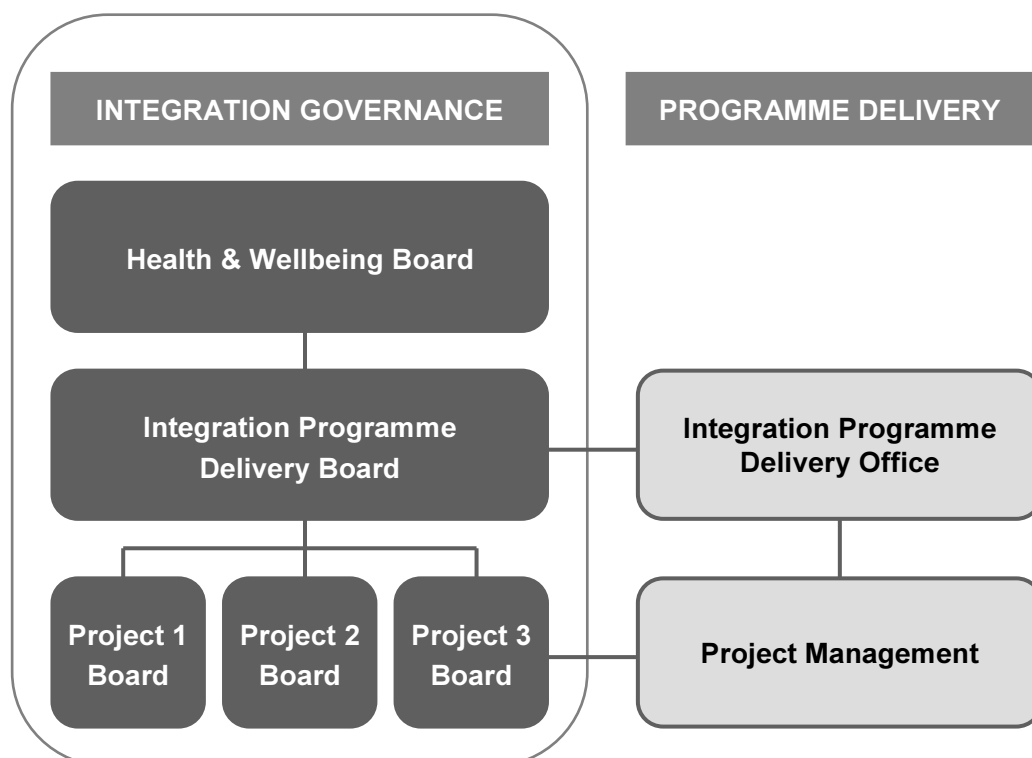 INTEGRATION GOVERNANCE
PROGRAMME DELIVERY
Health & Wellbeing Board
Integration Programme
Delivery Board
Integration Programme
Delivery Office
Project 1
Board
Project 2
Board
Project 3
Board
Project Management